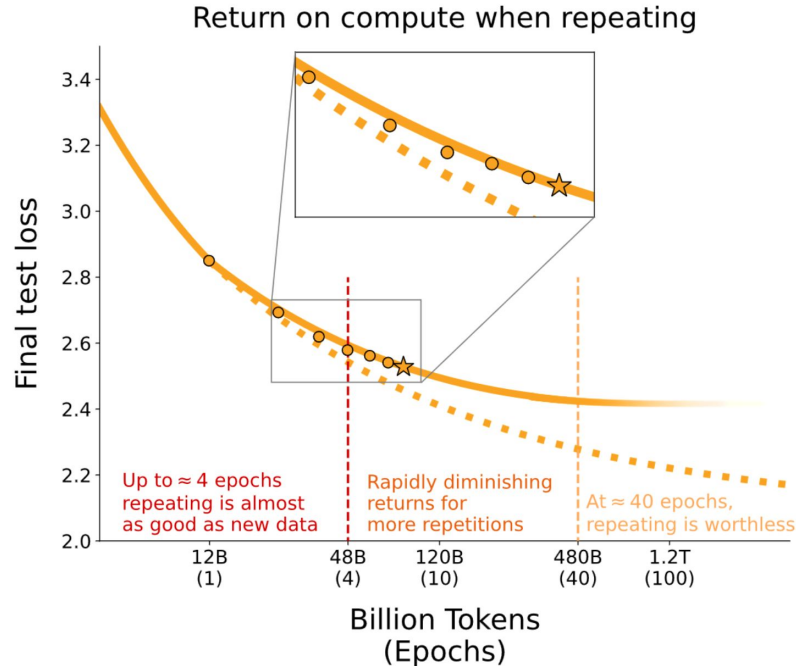 Return on compute when repeating
Final test loss
3.4
3.2
3.0
2.8
2.6
2.4
2.2
2.0
Up to ≈ 4 epochs
repeating is almost
as good as new data
Rapidly diminishing
returns for
more repetitions
At ≈ 40 epochs,
repeating is worthless
12B
(1)
48B
(4)
120B
(10)
480B
(40)
1.2T
(100)
Billion Tokens
(Epochs)